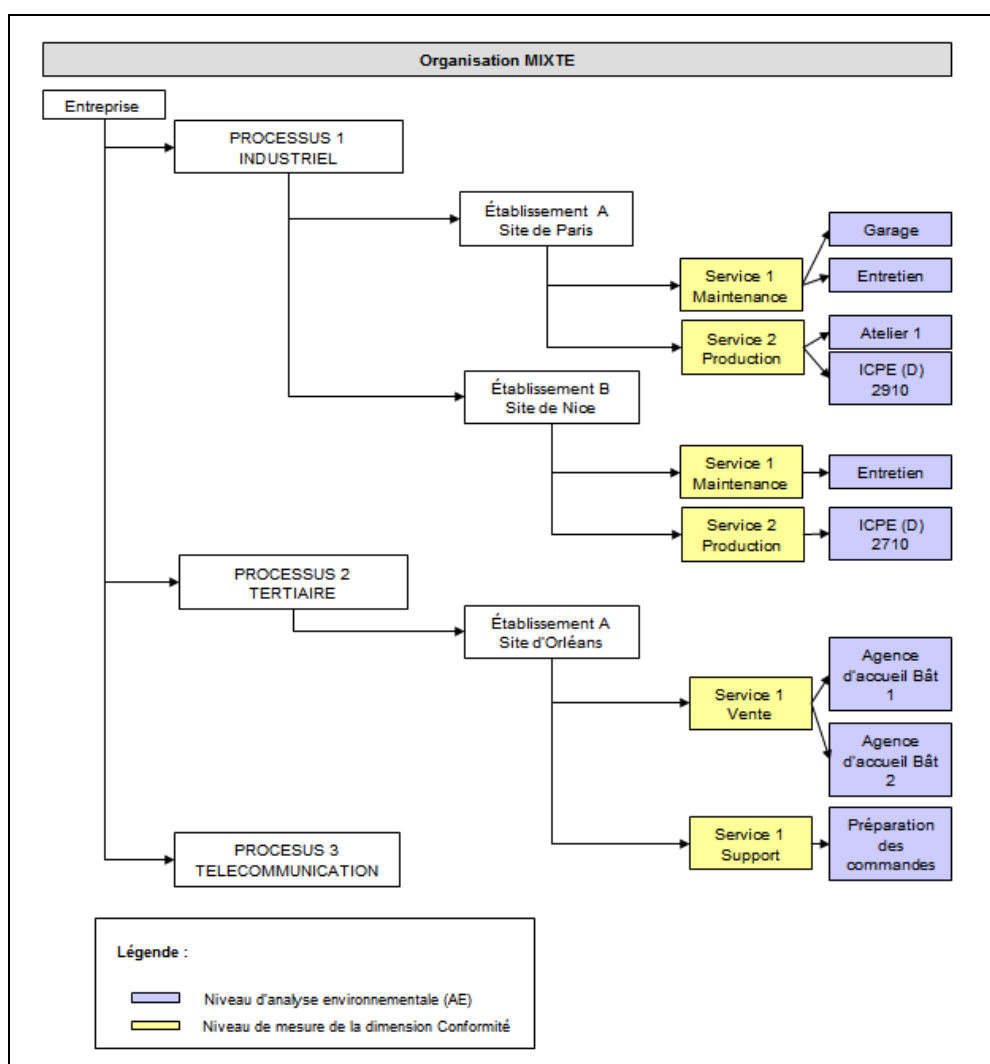 Organisation MIXTE
Entreprise
PROCESSUS 1
INDUSTRIEL
Établissement A
Site de Paris
Garage
Service 1
Maintenance
Entretien
Service 2
Production
Atelier 1
ICPE (D)
2910
Établissement B
Site de Nice
Service 1
Maintenance
Entretien
Service 2
Production
ICPE (D)
2710
PROCESSUS 2
TERTIAIRE
Établissement A
Site d'Orléans
Agence
d'accueil Bât
1
Service 1
Vente
Agence
d'accueil Bât
2
Service 1
Support
Préparation
des
commandes
PROCESUS 3
TELECOMMUNICATION
Légende :
Niveau d'analyse environnementale (AE)
Niveau de mesure de la dimension Conformité